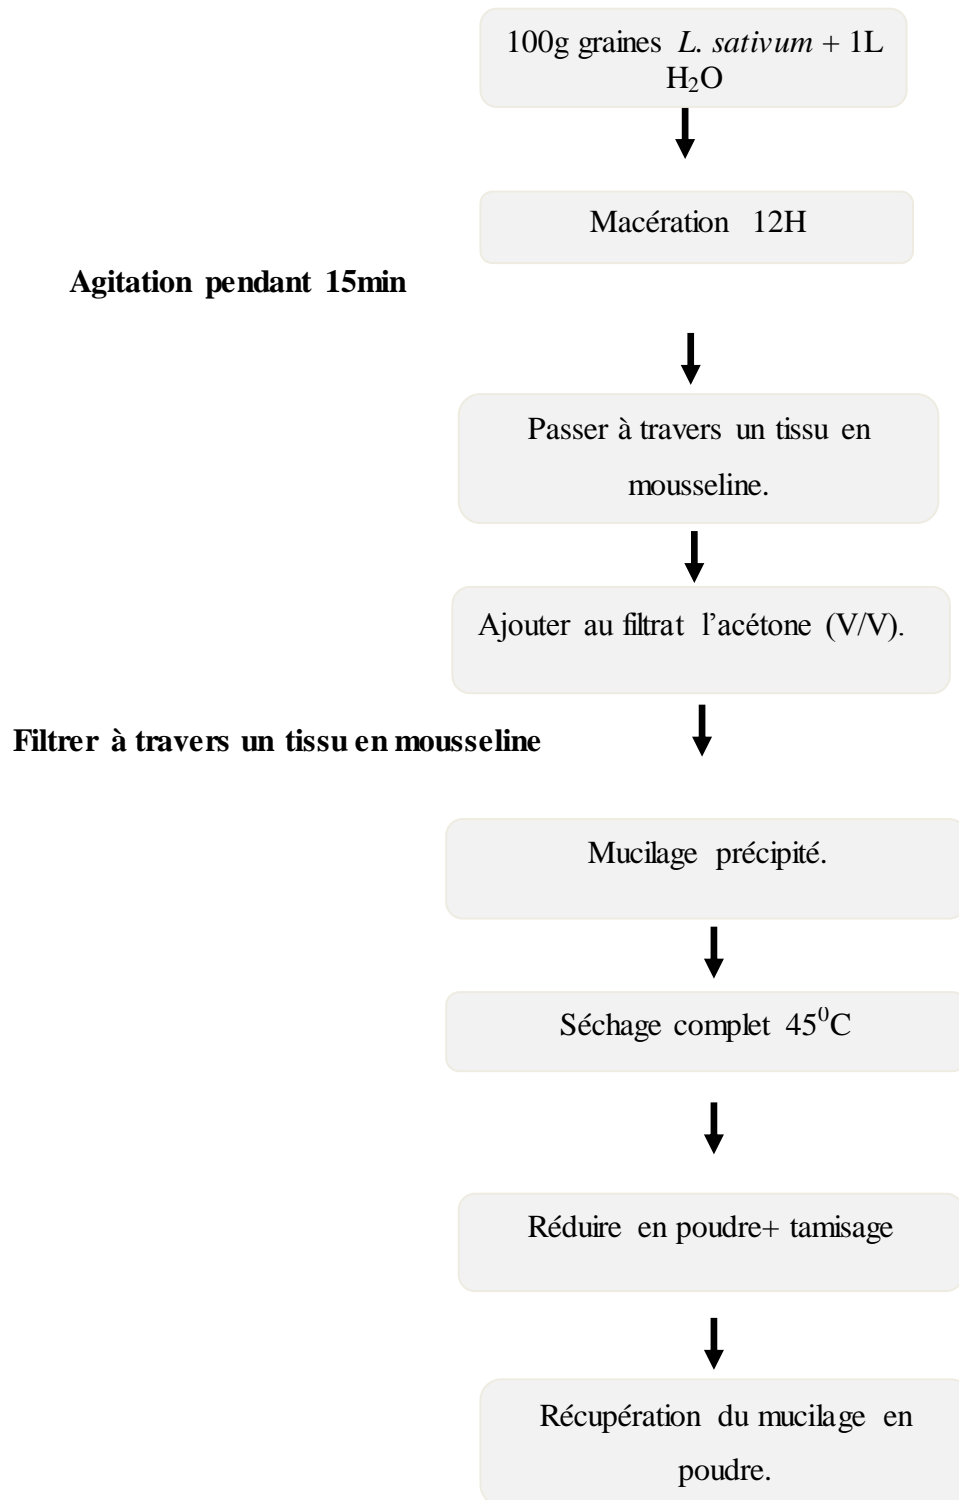 100g graines L. sativum + 1L
H₂O
Macération 12H
Agitation pendant 15min
Passer à travers un tissu en
mousseline.
Ajouter au filtrat l’acétone (V/V).
Filtrer à travers un tissu en mousseline
Mucilage précipité.
Séchage complet 45⁰C
Réduire en poudre+ tamisage
Récupération du mucilage en
poudre.